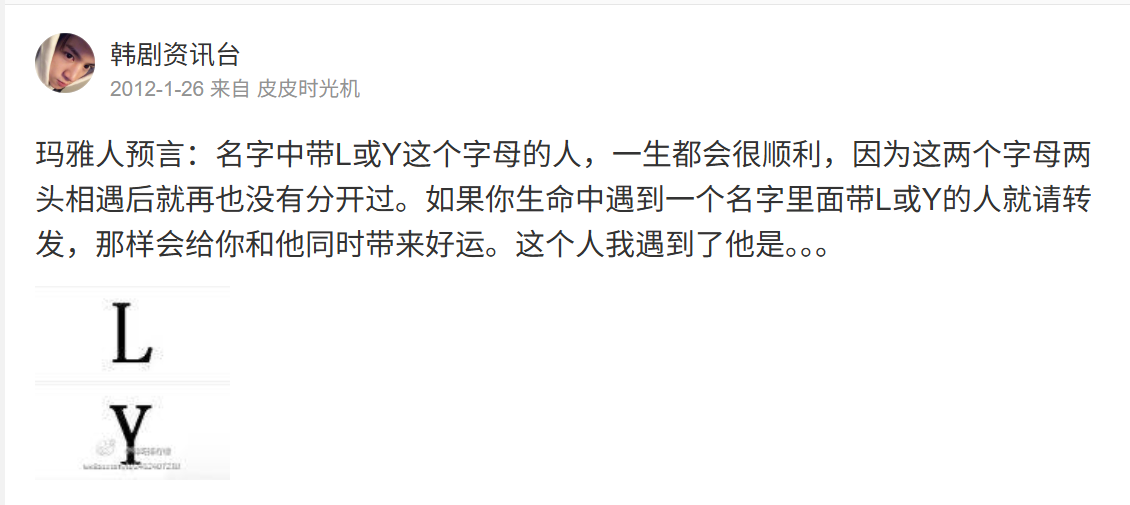 韩剧资讯台
2012-1-26 来自 皮皮时光机
玛雅人预言：名字中带L或Y这个字母的人，一生都会很顺利，因为这两个字母两
头相遇后就再也没有分开过。如果你生命中遇到一个名字里面带L或Y的人就请转
发，那样会给你和他同时带来好运。这个人我遇到了他是。。。
L
Y